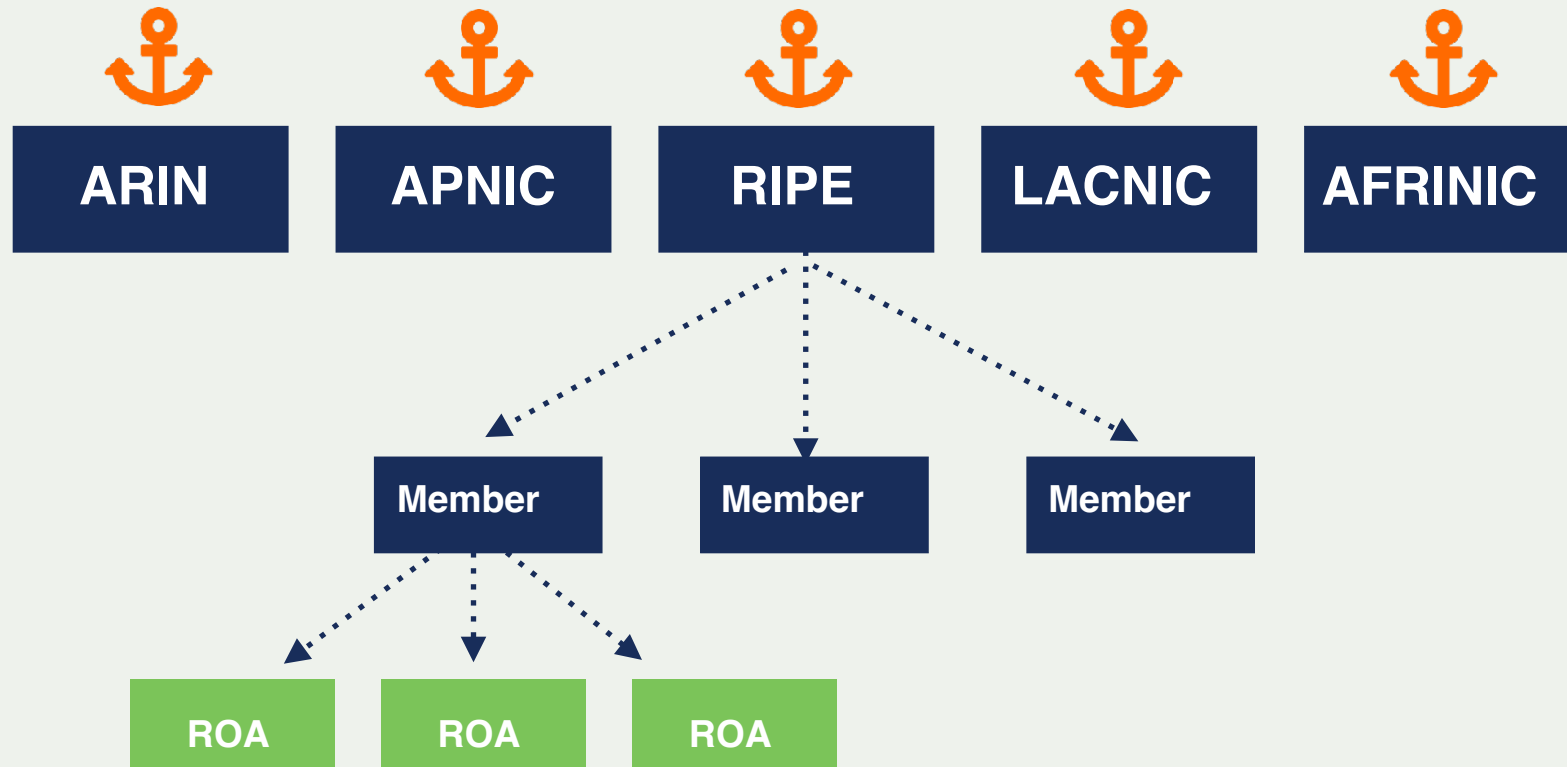 ARIN
APNIC
RIPE
LACNIC
AFRINIC
Member
Member
Member
ROA
ROA
ROA